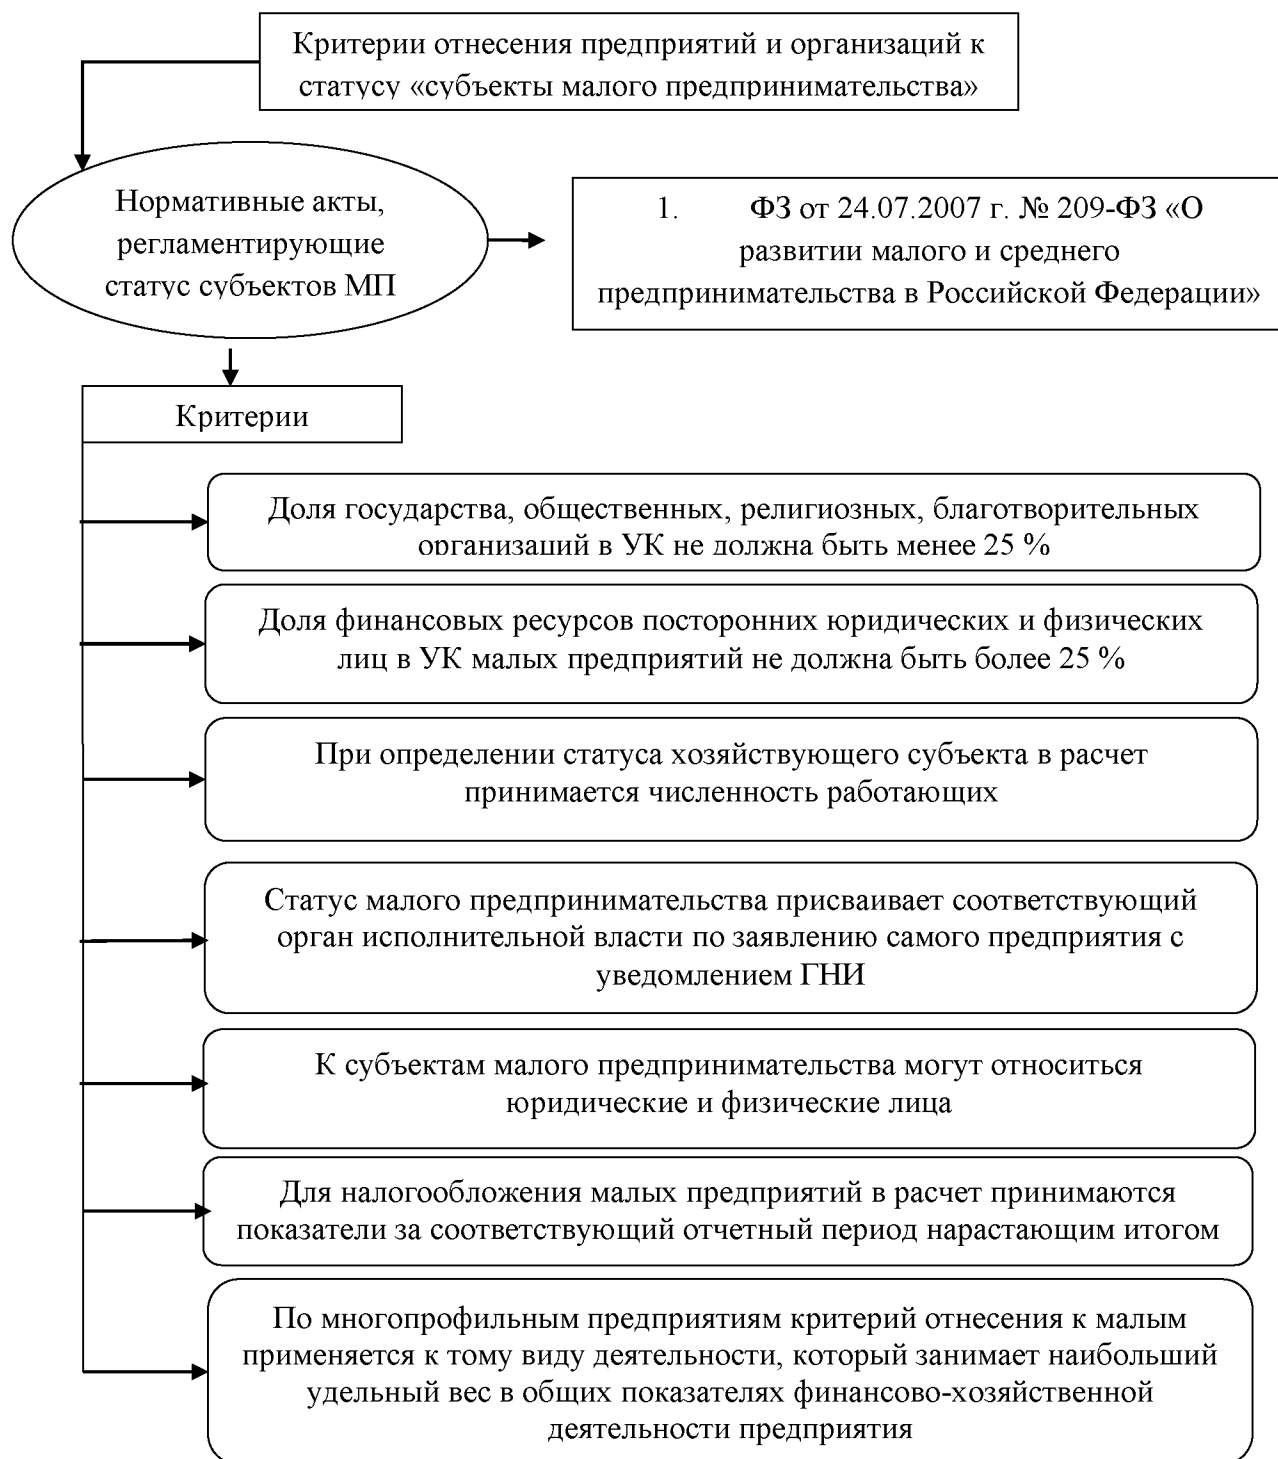 Критерии отнесения предприятий и организаций к
статусу «субъекты малого предпринимательства»
Нормативные акты,
регламентирующие
статус субъектов МП
1. ФЗ от 24.07.2007 г. № 209-ФЗ «О
развитии малого и среднего
предпринимательства в Российской Федерации»
Критерии
Доля государства, общественных, религиозных, благотворительных
организаций в УК не должна быть менее 25 %
Доля финансовых ресурсов посторонних юридических и физических
лиц в УК малых предприятий не должна быть более 25 %
При определении статуса хозяйствующего субъекта в расчет
принимается численность работающих
Статус малого предпринимательства присваивает соответствующий
орган исполнительной власти по заявлению самого предприятия с
уведомлением ГНИ
К субъектам малого предпринимательства могут относиться
юридические и физические лица
Для налогообложения малых предприятий в расчет принимаются
показатели за соответствующий отчетный период нарастающим итогом
По многопрофильным предприятиям критерий отнесения к малым
применяется к тому виду деятельности, который занимает наибольший
удельный вес в общих показателях финансово-хозяйственной
деятельности предприятия